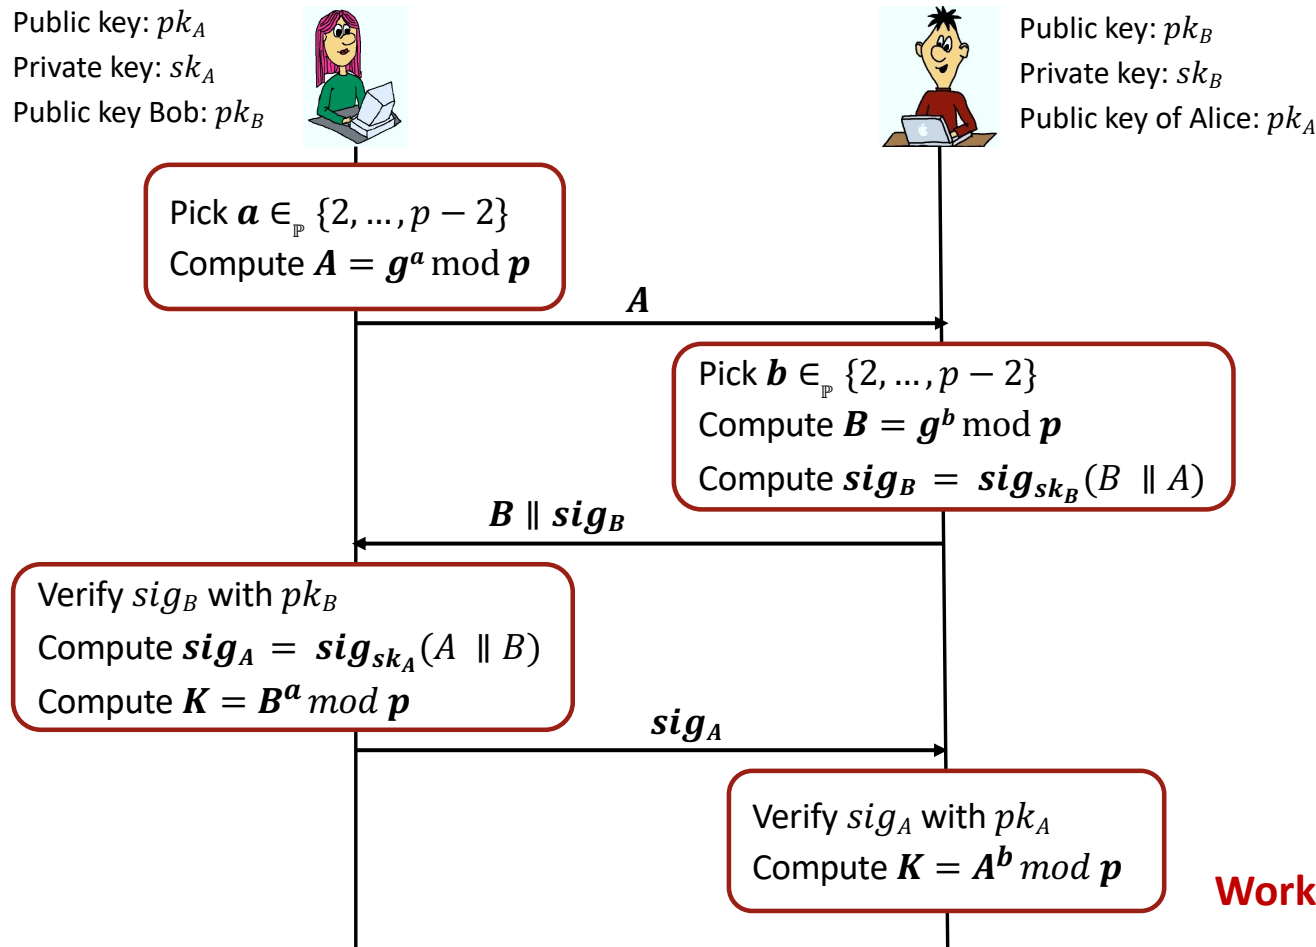 Public key: pk_A
Private key: sk_A
Public key Bob: pk_B
Public key: pk_B
Private key: sk_B
Public key of Alice: pk_A
Pick a ∈_ℙ {2, … , p − 2}
Compute A = g^a mod p
A
Pick b ∈_ℙ {2, … , p − 2}
Compute B = g^b mod p
Compute sig_B = sig_{sk_B}(B ∥ A)
B ∥ sig_B
Verify sig_B with pk_B
Compute sig_A = sig_{sk_A}(A ∥ B)
Compute K = B^a mod p
sig_A
Verify sig_A with pk_A
Compute K = A^b mod p
Work